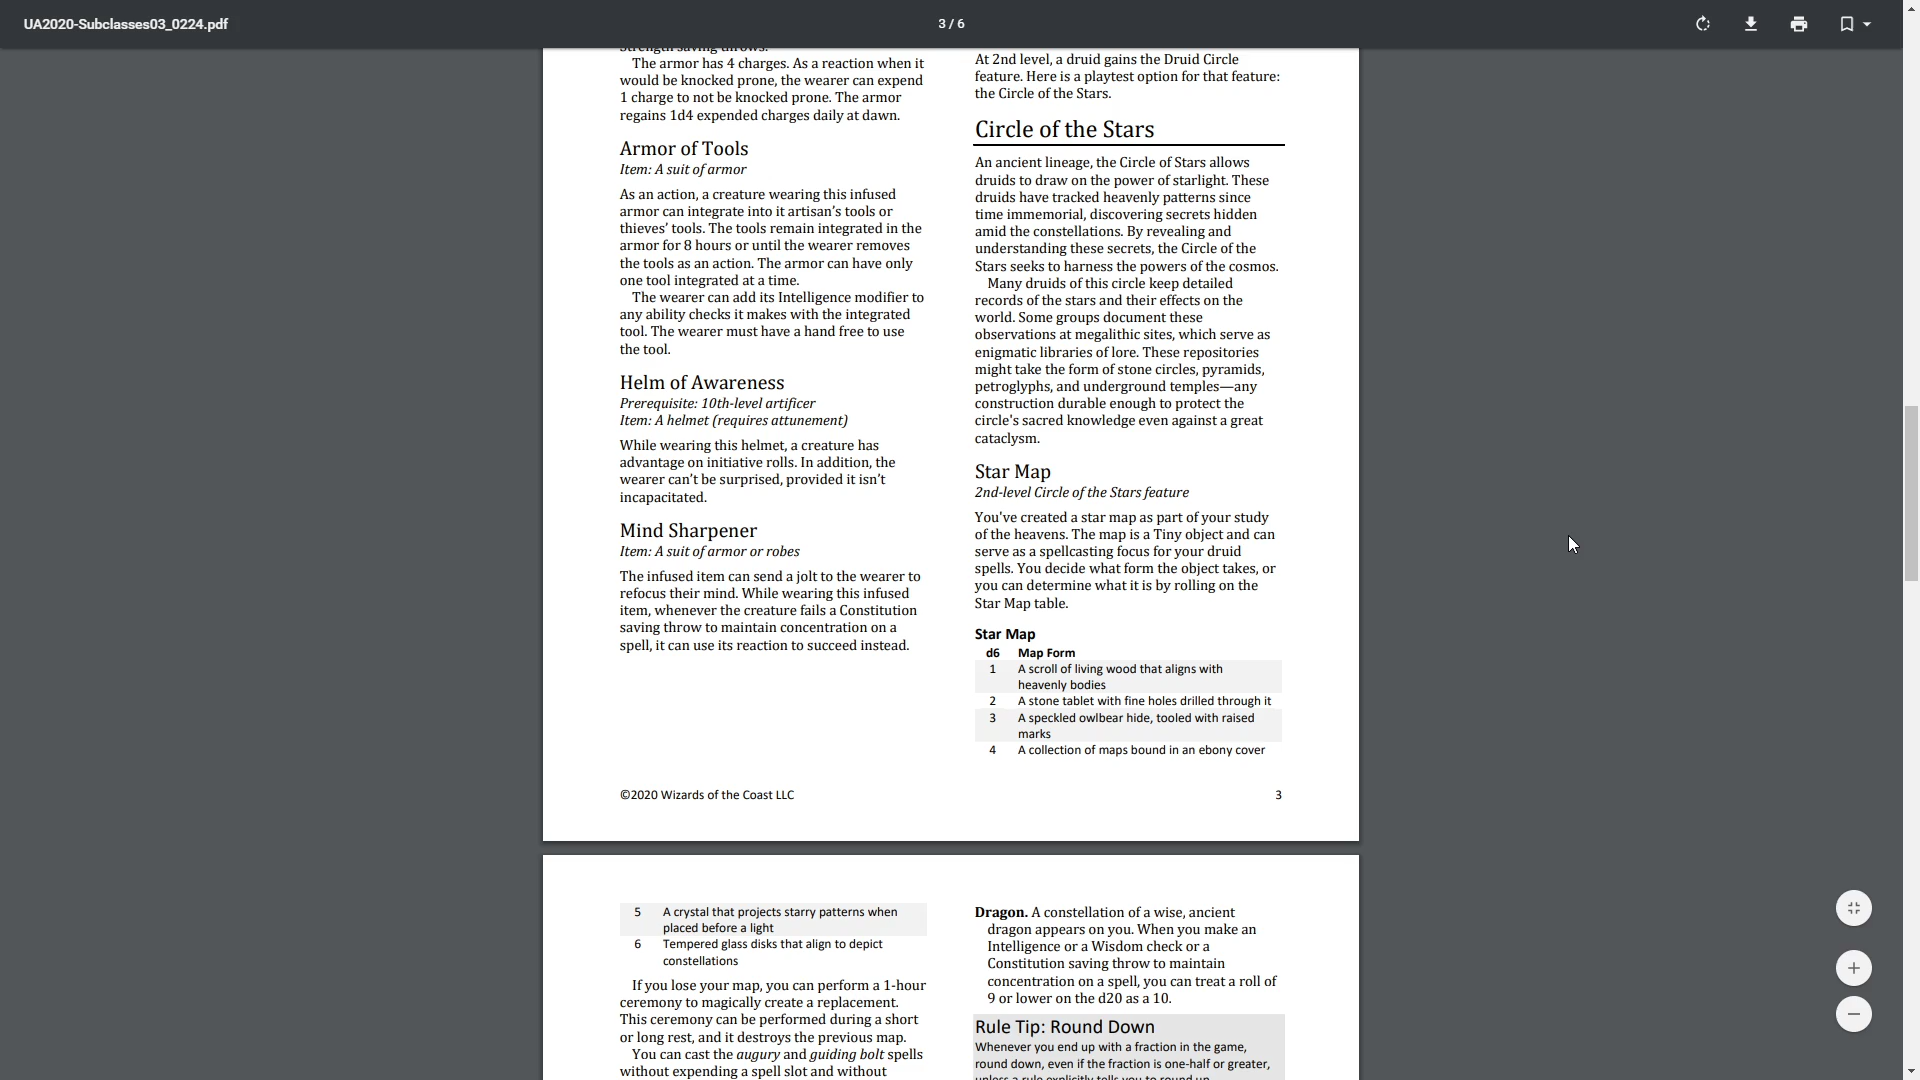 UA2020-Subclasses03_0224.pdf
3 / 6
Strength saving throws.
The armor has 4 charges. As a reaction when it
would be knocked prone, the wearer can expend
1 charge to not be knocked prone. The armor
regains 1d4 expended charges daily at dawn.
Armor of Tools
Item: A suit of armor
As an action, a creature wearing this infused
armor can integrate into it artisan’s tools or
thieves’ tools. The tools remain integrated in the
armor for 8 hours or until the wearer removes
the tools as an action. The armor can have only
one tool integrated at a time.
The wearer can add its Intelligence modifier to
any ability checks it makes with the integrated
tool. The wearer must have a hand free to use
the tool.
Helm of Awareness
Prerequisite: 10th-level artificer
Item: A helmet (requires attunement)
While wearing this helmet, a creature has
advantage on initiative rolls. In addition, the
wearer can’t be surprised, provided it isn’t
incapacitated.
Mind Sharpener
Item: A suit of armor or robes
The infused item can send a jolt to the wearer to
refocus their mind. While wearing this infused
item, whenever the creature fails a Constitution
saving throw to maintain concentration on a
spell, it can use its reaction to succeed instead.
At 2nd level, a druid gains the Druid Circle
feature. Here is a playtest option for that feature:
the Circle of the Stars.
Circle of the Stars
An ancient lineage, the Circle of Stars allows
druids to draw on the power of starlight. These
druids have tracked heavenly patterns since
time immemorial, discovering secrets hidden
amid the constellations. By revealing and
understanding these secrets, the Circle of the
Stars seeks to harness the powers of the cosmos.
Many druids of this circle keep detailed
records of the stars and their effects on the
world. Some groups document these
observations at megalithic sites, which serve as
enigmatic libraries of lore. These repositories
might take the form of stone circles, pyramids,
petroglyphs, and underground temples—any
construction durable enough to protect the
circle's sacred knowledge even against a great
cataclysm.
Star Map
2nd-level Circle of the Stars feature
You've created a star map as part of your study
of the heavens. The map is a Tiny object and can
serve as a spellcasting focus for your druid
spells. You decide what form the object takes, or
you can determine what it is by rolling on the
Star Map table.
Star Map
d6 Map Form
1 A scroll of living wood that aligns with
heavenly bodies
2 A stone tablet with fine holes drilled through it
3 A speckled owlbear hide, tooled with raised
marks
4 A collection of maps bound in an ebony cover
©2020 Wizards of the Coast LLC
3
5 A crystal that projects starry patterns when
placed before a light
6 Tempered glass disks that align to depict
constellations
If you lose your map, you can perform a 1-hour
ceremony to magically create a replacement.
This ceremony can be performed during a short
or long rest, and it destroys the previous map.
You can cast the augury and guiding bolt spells
without expending a spell slot and without
Dragon. A constellation of a wise, ancient
dragon appears on you. When you make an
Intelligence or a Wisdom check or a
Constitution saving throw to maintain
concentration on a spell, you can treat a roll of
9 or lower on the d20 as a 10.
Rule Tip: Round Down
Whenever you end up with a fraction in the game,
round down, even if the fraction is one-half or greater,
unless a rule explicitly tells you to round up.